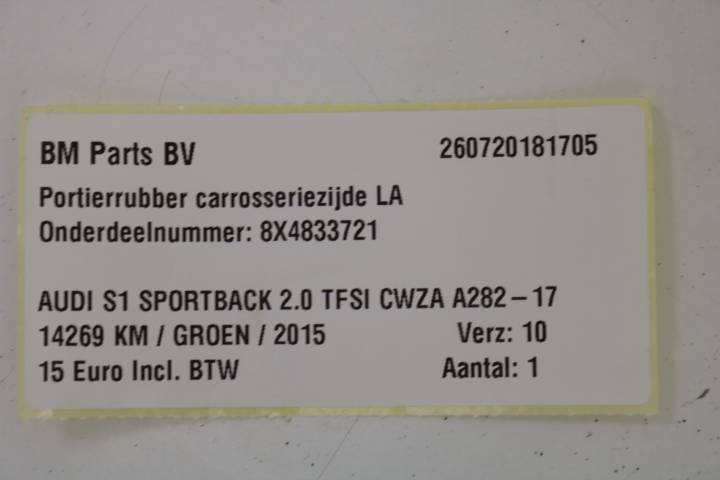 BM Parts BV 260720181705
Portierrubber carrosseriezijde LA
Onderdeelnummer: 8X4833721
AUDI S1 SPORTBACK 2.0 TFSI CWZA A282-17
14269 KM / GROEN / 2015 Verz: 10
15 Euro Incl. BTW Aantal: 1